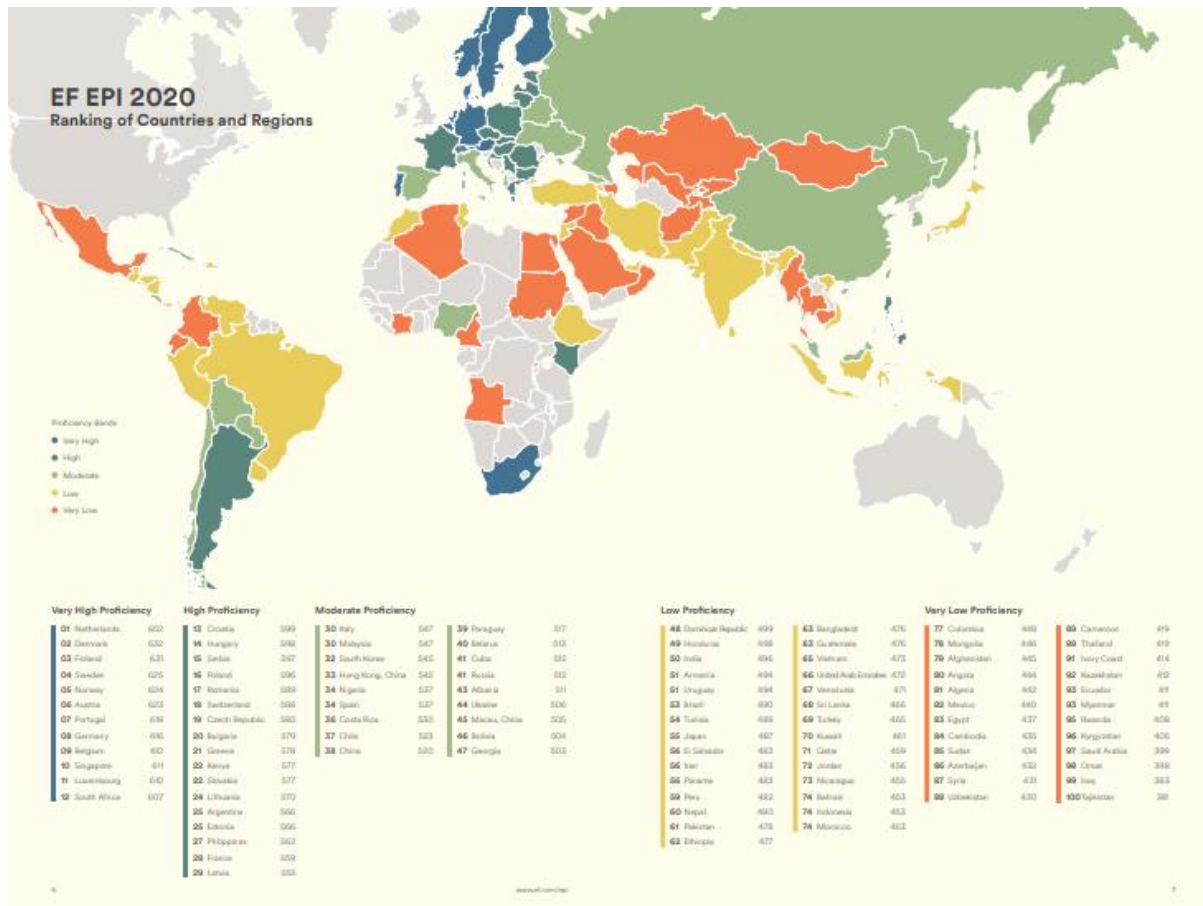 EF EPI 2020
Ranking of Countries and Regions
Proficiency Bands
Very High
High
Moderate
Low
Very Low
Very High Proficiency
01 Netherlands 652
02 Denmark 632
03 Finland 631
04 Sweden 625
05 Norway 624
06 Austria 623
07 Portugal 618
08 Germany 616
09 Belgium 612
10 Singapore 611
11 Luxembourg 610
12 South Africa 607
High Proficiency
13 Croatia 599
14 Hungary 598
15 Serbia 597
16 Poland 596
17 Romania 589
18 Switzerland 588
19 Czech Republic 580
20 Bulgaria 579
21 Greece 578
22 Kenya 577
22 Slovakia 577
24 Lithuania 570
25 Argentina 566
25 Estonia 566
27 Philippines 562
28 France 559
29 Latvia 555
Moderate Proficiency
30 Italy 547
30 Malaysia 547
32 South Korea 545
33 Hong Kong, China 542
34 Nigeria 537
34 Spain 537
36 Costa Rica 530
37 Chile 523
38 China 520
39 Paraguay 517
40 Belarus 513
41 Cuba 512
41 Russia 512
43 Albania 511
44 Ukraine 506
45 Macau, China 505
46 Bolivia 504
47 Georgia 503
Low Proficiency
48 Dominican Republic 499
49 Honduras 498
50 India 496
51 Armenia 494
51 Uruguay 494
53 Brazil 490
54 Tunisia 489
55 Japan 487
56 El Salvador 483
56 Iran 483
56 Panama 483
59 Peru 482
60 Nepal 480
61 Pakistan 478
62 Ethiopia 477
63 Bangladesh 476
63 Guatemala 476
65 Vietnam 473
66 United Arab Emirates 472
67 Venezuela 471
68 Sri Lanka 466
69 Turkey 465
70 Kuwait 461
71 Qatar 459
72 Jordan 456
73 Nicaragua 455
74 Bahrain 453
74 Indonesia 453
74 Morocco 453
Very Low Proficiency
77 Colombia 448
78 Mongolia 446
79 Afghanistan 445
80 Angola 444
81 Algeria 442
82 Mexico 440
83 Egypt 437
84 Cambodia 435
85 Sudan 434
86 Azerbaijan 432
87 Syria 431
88 Uzbekistan 430
89 Cameroon 419
89 Thailand 419
91 Ivory Coast 414
92 Kazakhstan 412
93 Ecuador 411
93 Myanmar 411
95 Rwanda 408
96 Kyrgyzstan 405
97 Saudi Arabia 399
98 Oman 398
99 Iraq 383
100 Tajikistan 381
6
www.ef.com/epi
7